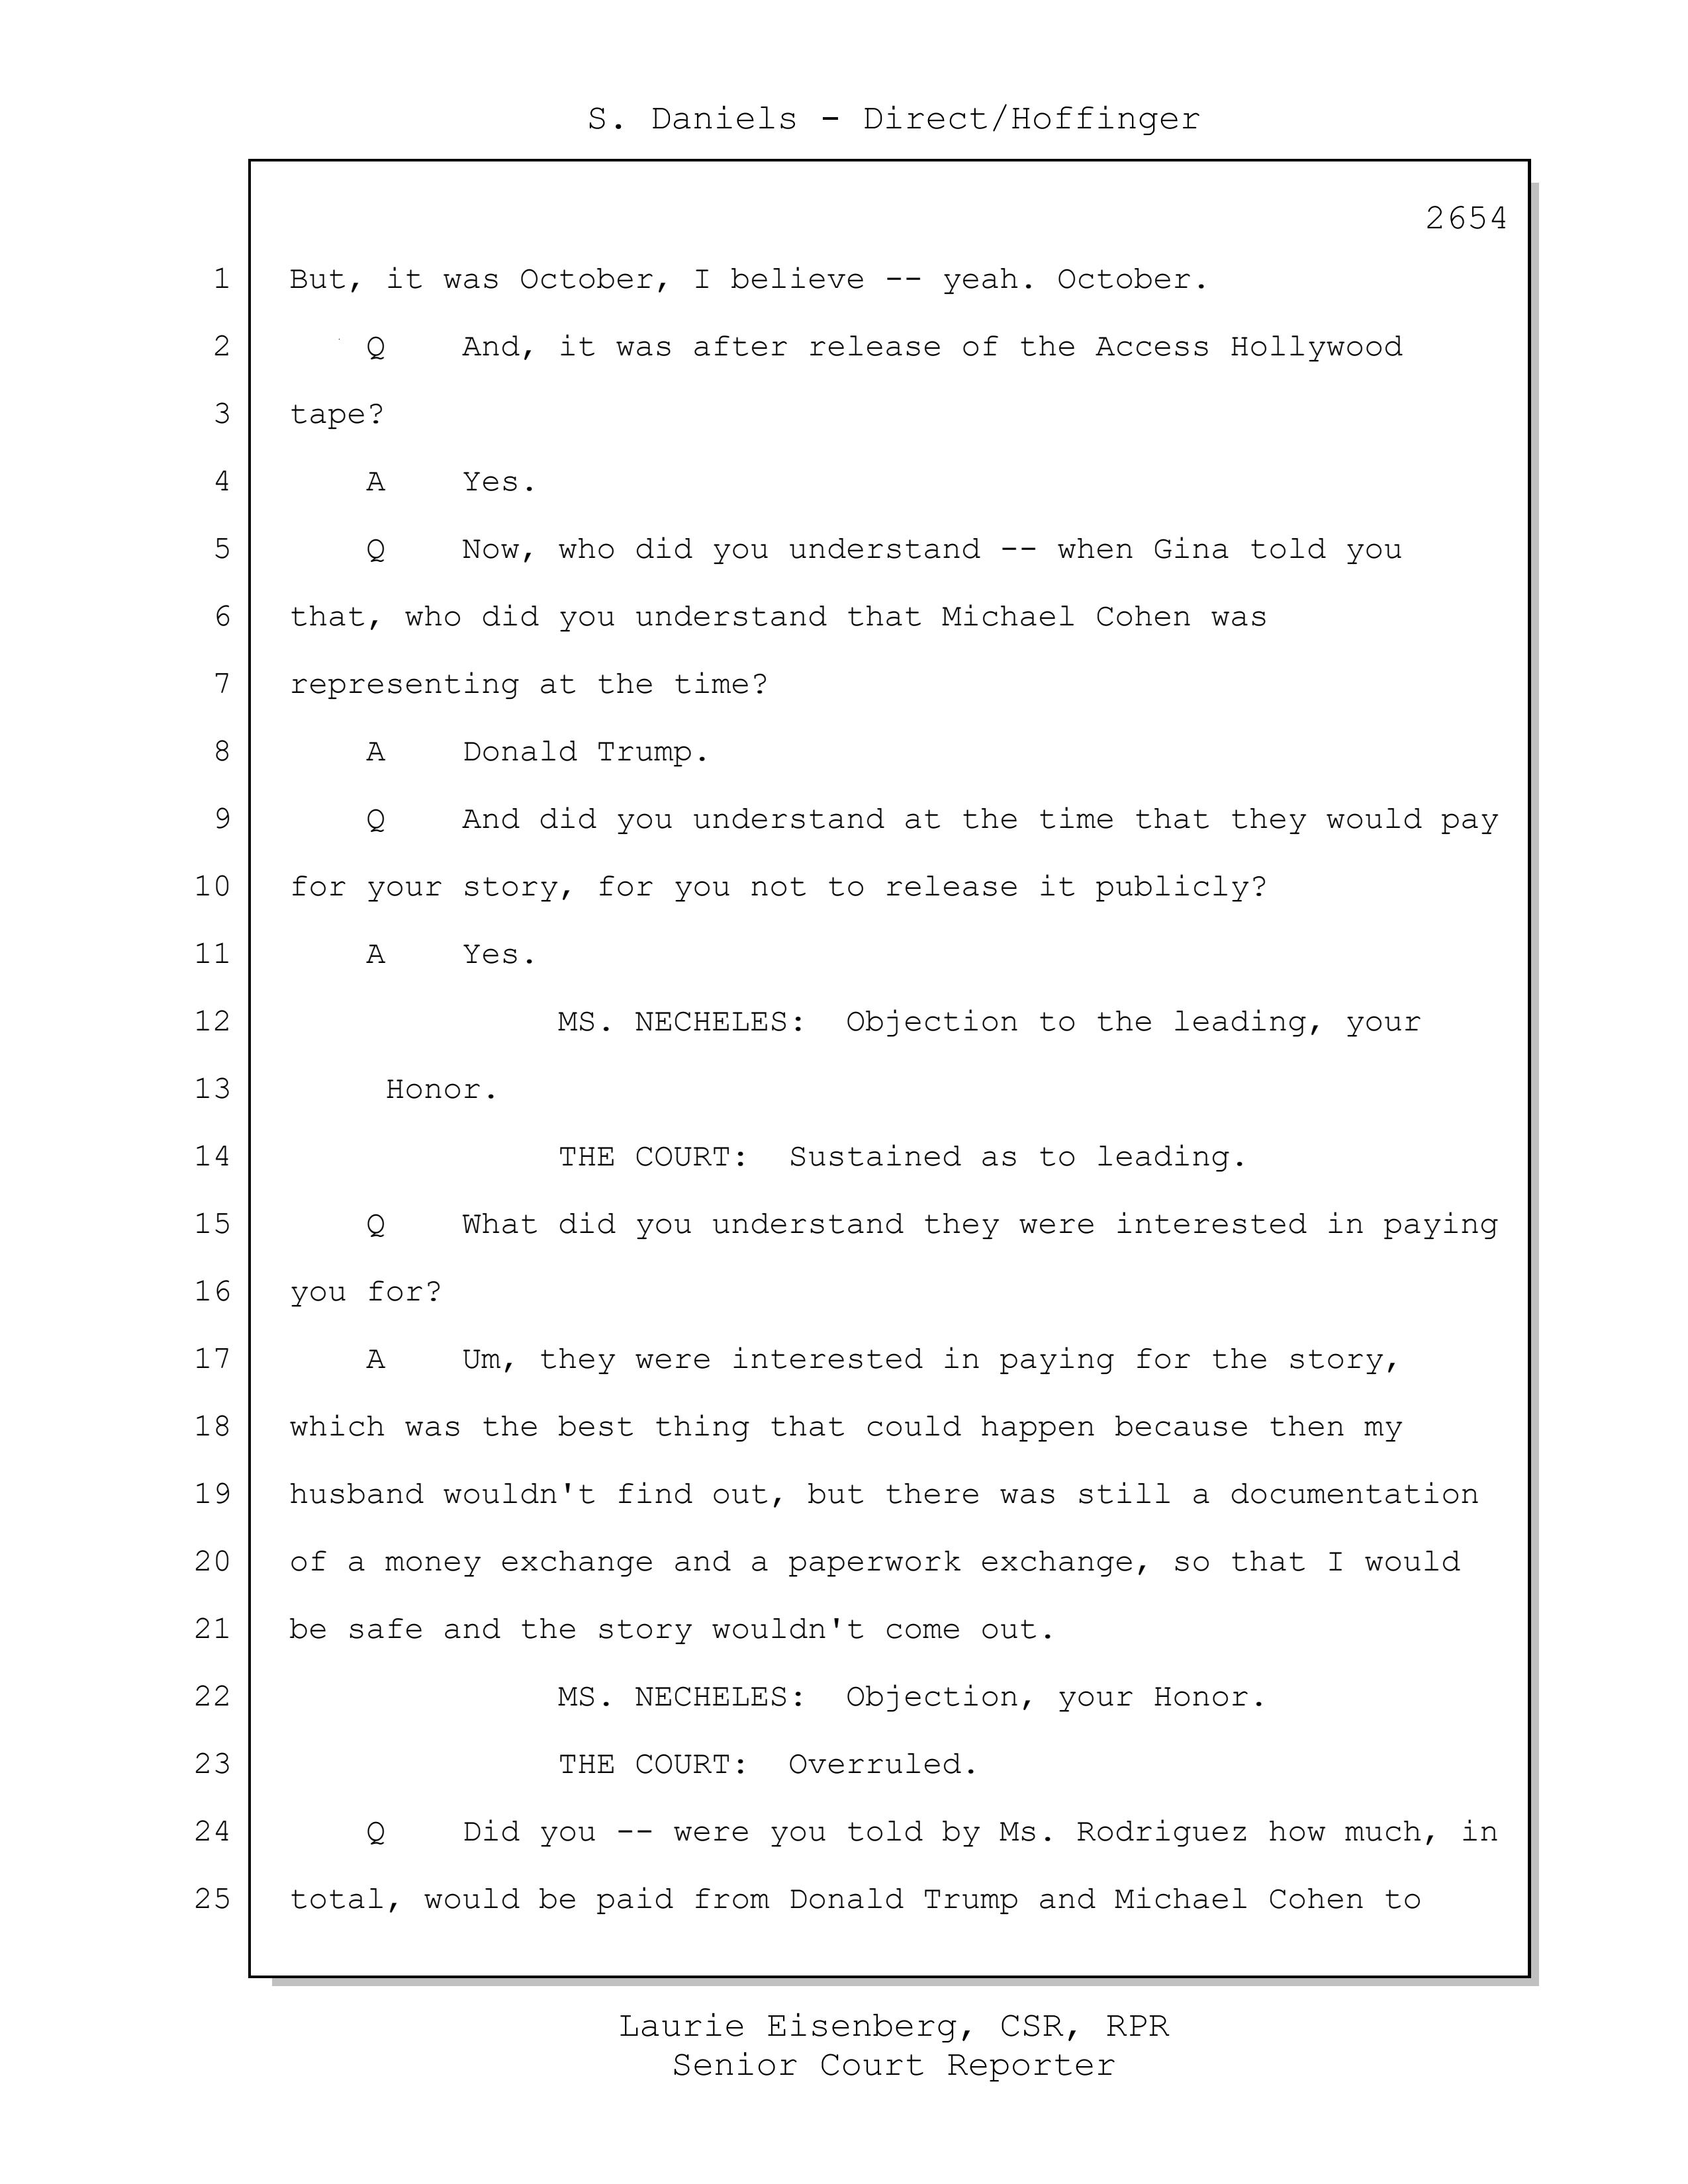 S. Daniels - Direct/Hoffinger
2654
1 But, it was October, I believe -- yeah. October.
2 Q And, it was after release of the Access Hollywood
3 tape?
4 A Yes.
5 Q Now, who did you understand -- when Gina told you
6 that, who did you understand that Michael Cohen was
7 representing at the time?
8 A Donald Trump.
9 Q And did you understand at the time that they would pay
10 for your story, for you not to release it publicly?
11 A Yes.
12 MS. NECHELES: Objection to the leading, your
13 Honor.
14 THE COURT: Sustained as to leading.
15 Q What did you understand they were interested in paying
16 you for?
17 A Um, they were interested in paying for the story,
18 which was the best thing that could happen because then my
19 husband wouldn't find out, but there was still a documentation
20 of a money exchange and a paperwork exchange, so that I would
21 be safe and the story wouldn't come out.
22 MS. NECHELES: Objection, your Honor.
23 THE COURT: Overruled.
24 Q Did you -- were you told by Ms. Rodriguez how much, in
25 total, would be paid from Donald Trump and Michael Cohen to
Laurie Eisenberg, CSR, RPR
Senior Court Reporter